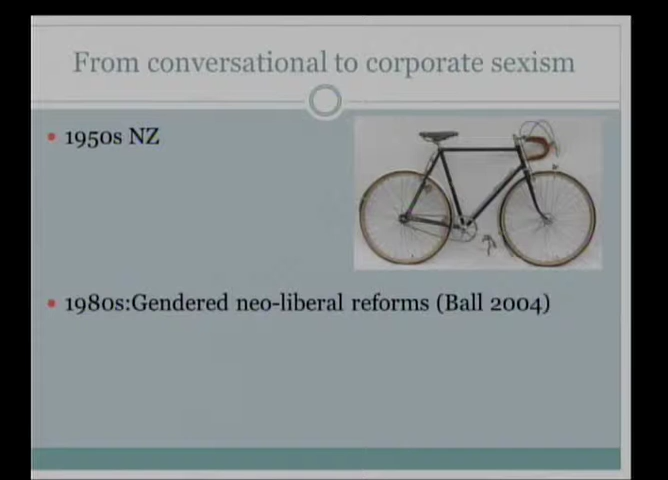 From conversational to corporate sexism
1950s NZ
1980s:Gendered neo-liberal reforms (Ball 2004)